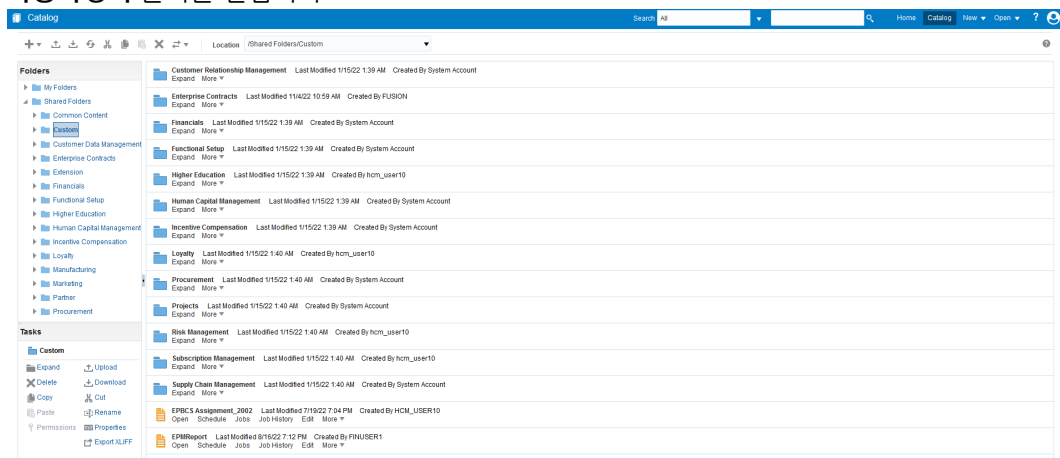 Catalog
Search All
Home Catalog New Open ?
Location /Shared Folders/Custom
Folders
My Folders
Shared Folders
Common Content
Custom
Customer Data Management
Enterprise Contracts
Extension
Financials
Functional Setup
Higher Education
Human Capital Management
Incentive Compensation
Loyalty
Manufacturing
Marketing
Partner
Procurement
Tasks
Custom
Expand Upload
Delete Download
Copy Cut
Paste Rename
Permissions Properties
Export XLIFF
Customer Relationship Management Last Modified 1/15/22 1:39 AM Created By System Account
Expand More
Enterprise Contracts Last Modified 11/4/22 10:59 AM Created By FUSION
Expand More
Financials Last Modified 1/15/22 1:39 AM Created By System Account
Expand More
Functional Setup Last Modified 1/15/22 1:39 AM Created By System Account
Expand More
Higher Education Last Modified 1/15/22 1:39 AM Created By hcm_user10
Expand More
Human Capital Management Last Modified 1/15/22 1:39 AM Created By System Account
Expand More
Incentive Compensation Last Modified 1/15/22 1:39 AM Created By System Account
Expand More
Loyalty Last Modified 1/15/22 1:40 AM Created By hcm_user10
Expand More
Procurement Last Modified 1/15/22 1:40 AM Created By System Account
Expand More
Projects Last Modified 1/15/22 1:40 AM Created By System Account
Expand More
Risk Management Last Modified 1/15/22 1:40 AM Created By hcm_user10
Expand More
Subscription Management Last Modified 1/15/22 1:40 AM Created By hcm_user10
Expand More
Supply Chain Management Last Modified 1/15/22 1:40 AM Created By System Account
Expand More
EPBCS Assignment_2002 Last Modified 7/19/22 7:04 PM Created By HCM_USER10
Open Schedule Jobs Job History Edit More
EPMReport Last Modified 8/16/22 7:12 PM Created By FINUSER1
Open Schedule Jobs Job History Edit More